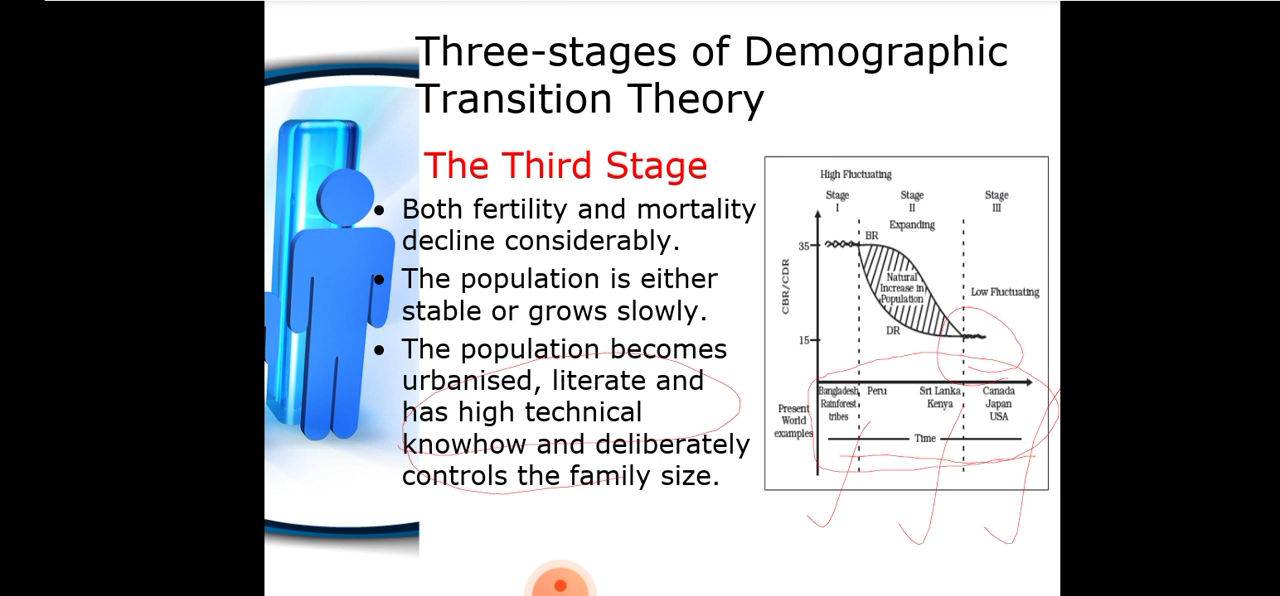 Three-stages of Demographic
Transition Theory
The Third Stage
• Both fertility and mortality
decline considerably.
• The population is either
stable or grows slowly.
• The population becomes
urbanised, literate and
has high technical
knowhow and deliberately
controls the family size.
High Fluctuating
Stage
I
Stage
II
Stage
III
Expanding
BR
35
Natural
Increase in
Population
Low Fluctuating
CBR/CDR
DR
15
Present
World
examples
Bangladesh
Rainforest
tribes
Peru
Sri Lanka
Kenya
Canada
Japan
USA
Time